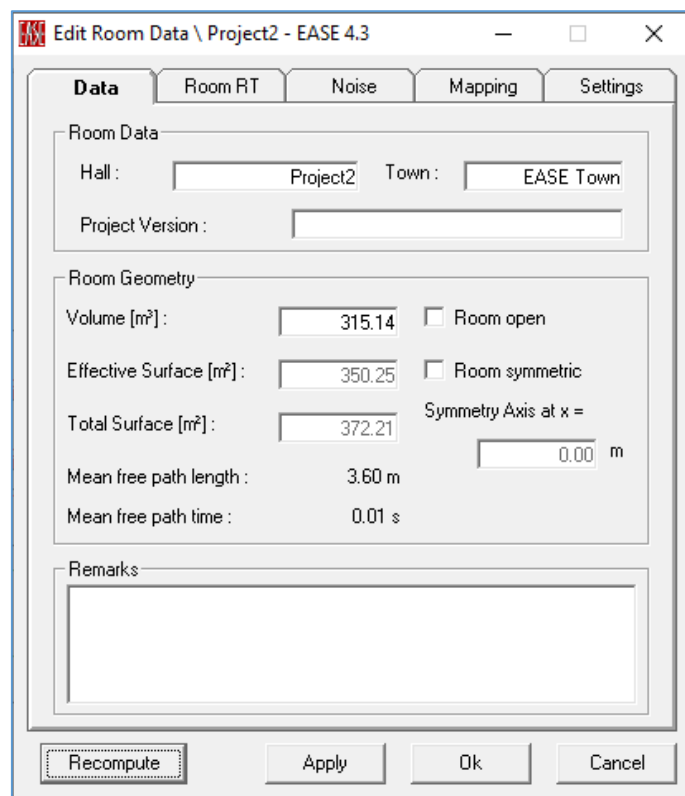 EASE Edit Room Data \ Project2 - EASE 4.3
Data Room RT Noise Mapping Settings
Room Data
Hall : Project2 Town : EASE Town
Project Version :
Room Geometry
Volume [m³] : 315.14 Room open
Effective Surface [m²] : 350.25 Room symmetric
Total Surface [m²] : 372.21 Symmetry Axis at x =
0.00 m
Mean free path length : 3.60 m
Mean free path time : 0.01 s
Remarks
Recompute Apply Ok Cancel